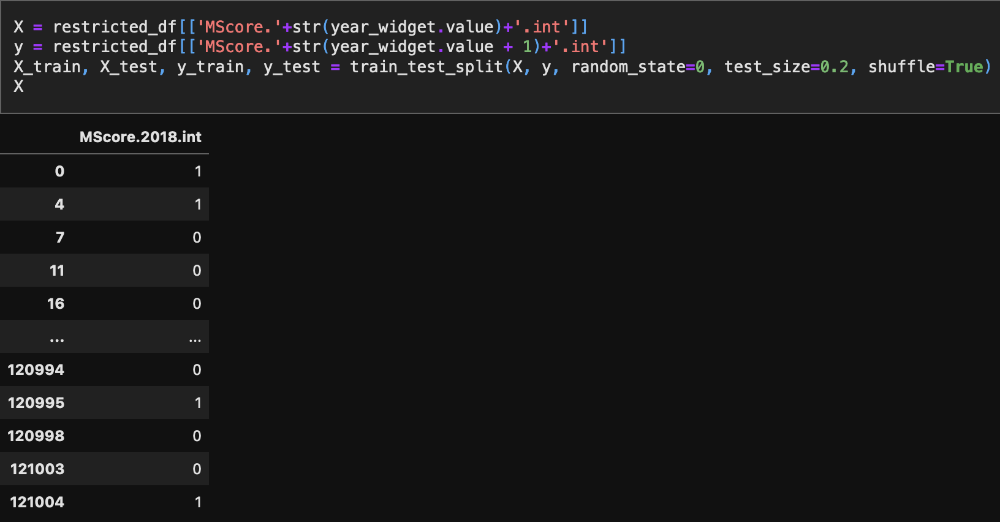 X = restricted_df[['MScore.'+str(year_widget.value)+'.int']]
y = restricted_df[['MScore.'+str(year_widget.value + 1)+'.int']]
X_train, X_test, y_train, y_test = train_test_split(X, y, random_state=0, test_size=0.2, shuffle=True)
X
MScore.2018.int
0 1
4 1
7 0
11 0
16 0
... ...
120994 0
120995 1
120998 0
121003 0
121004 1